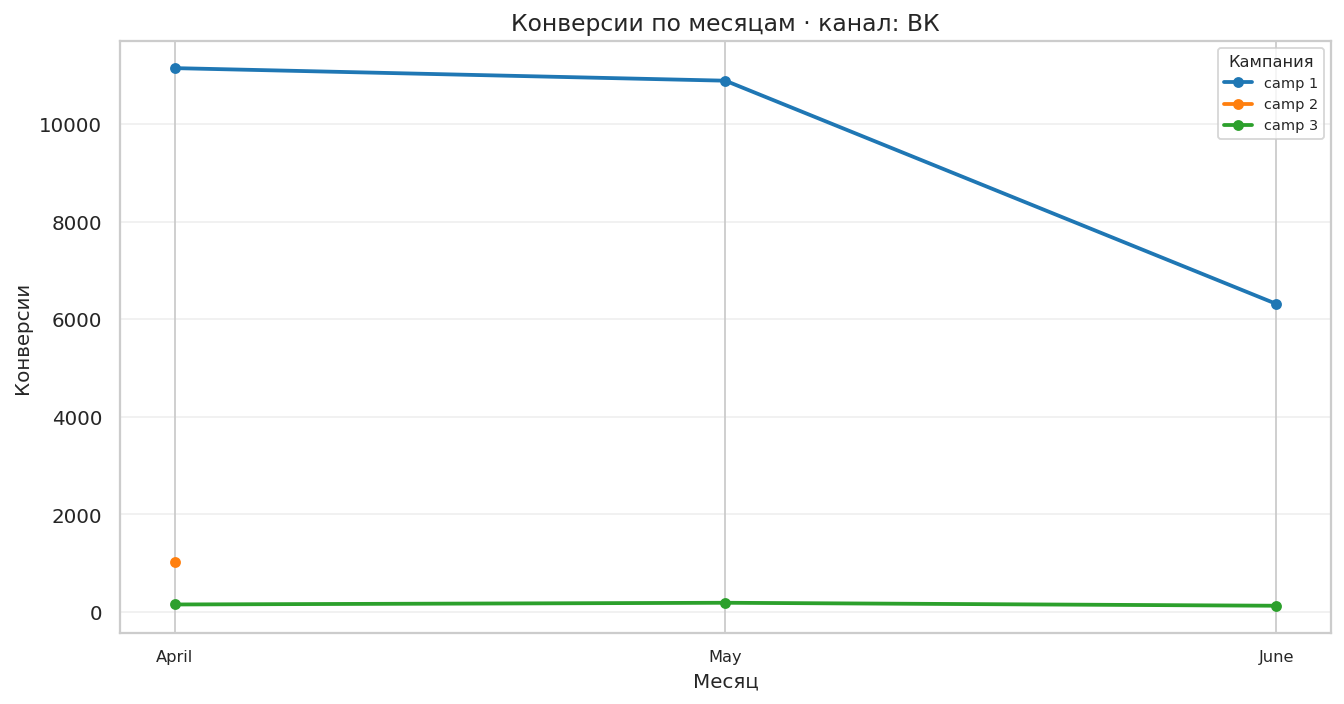 Конверсии по месяцам · канал: ВК
Кампания
camp 1
camp 2
camp 3
Конверсии
10000
8000
6000
4000
2000
0
April May June
Месяц